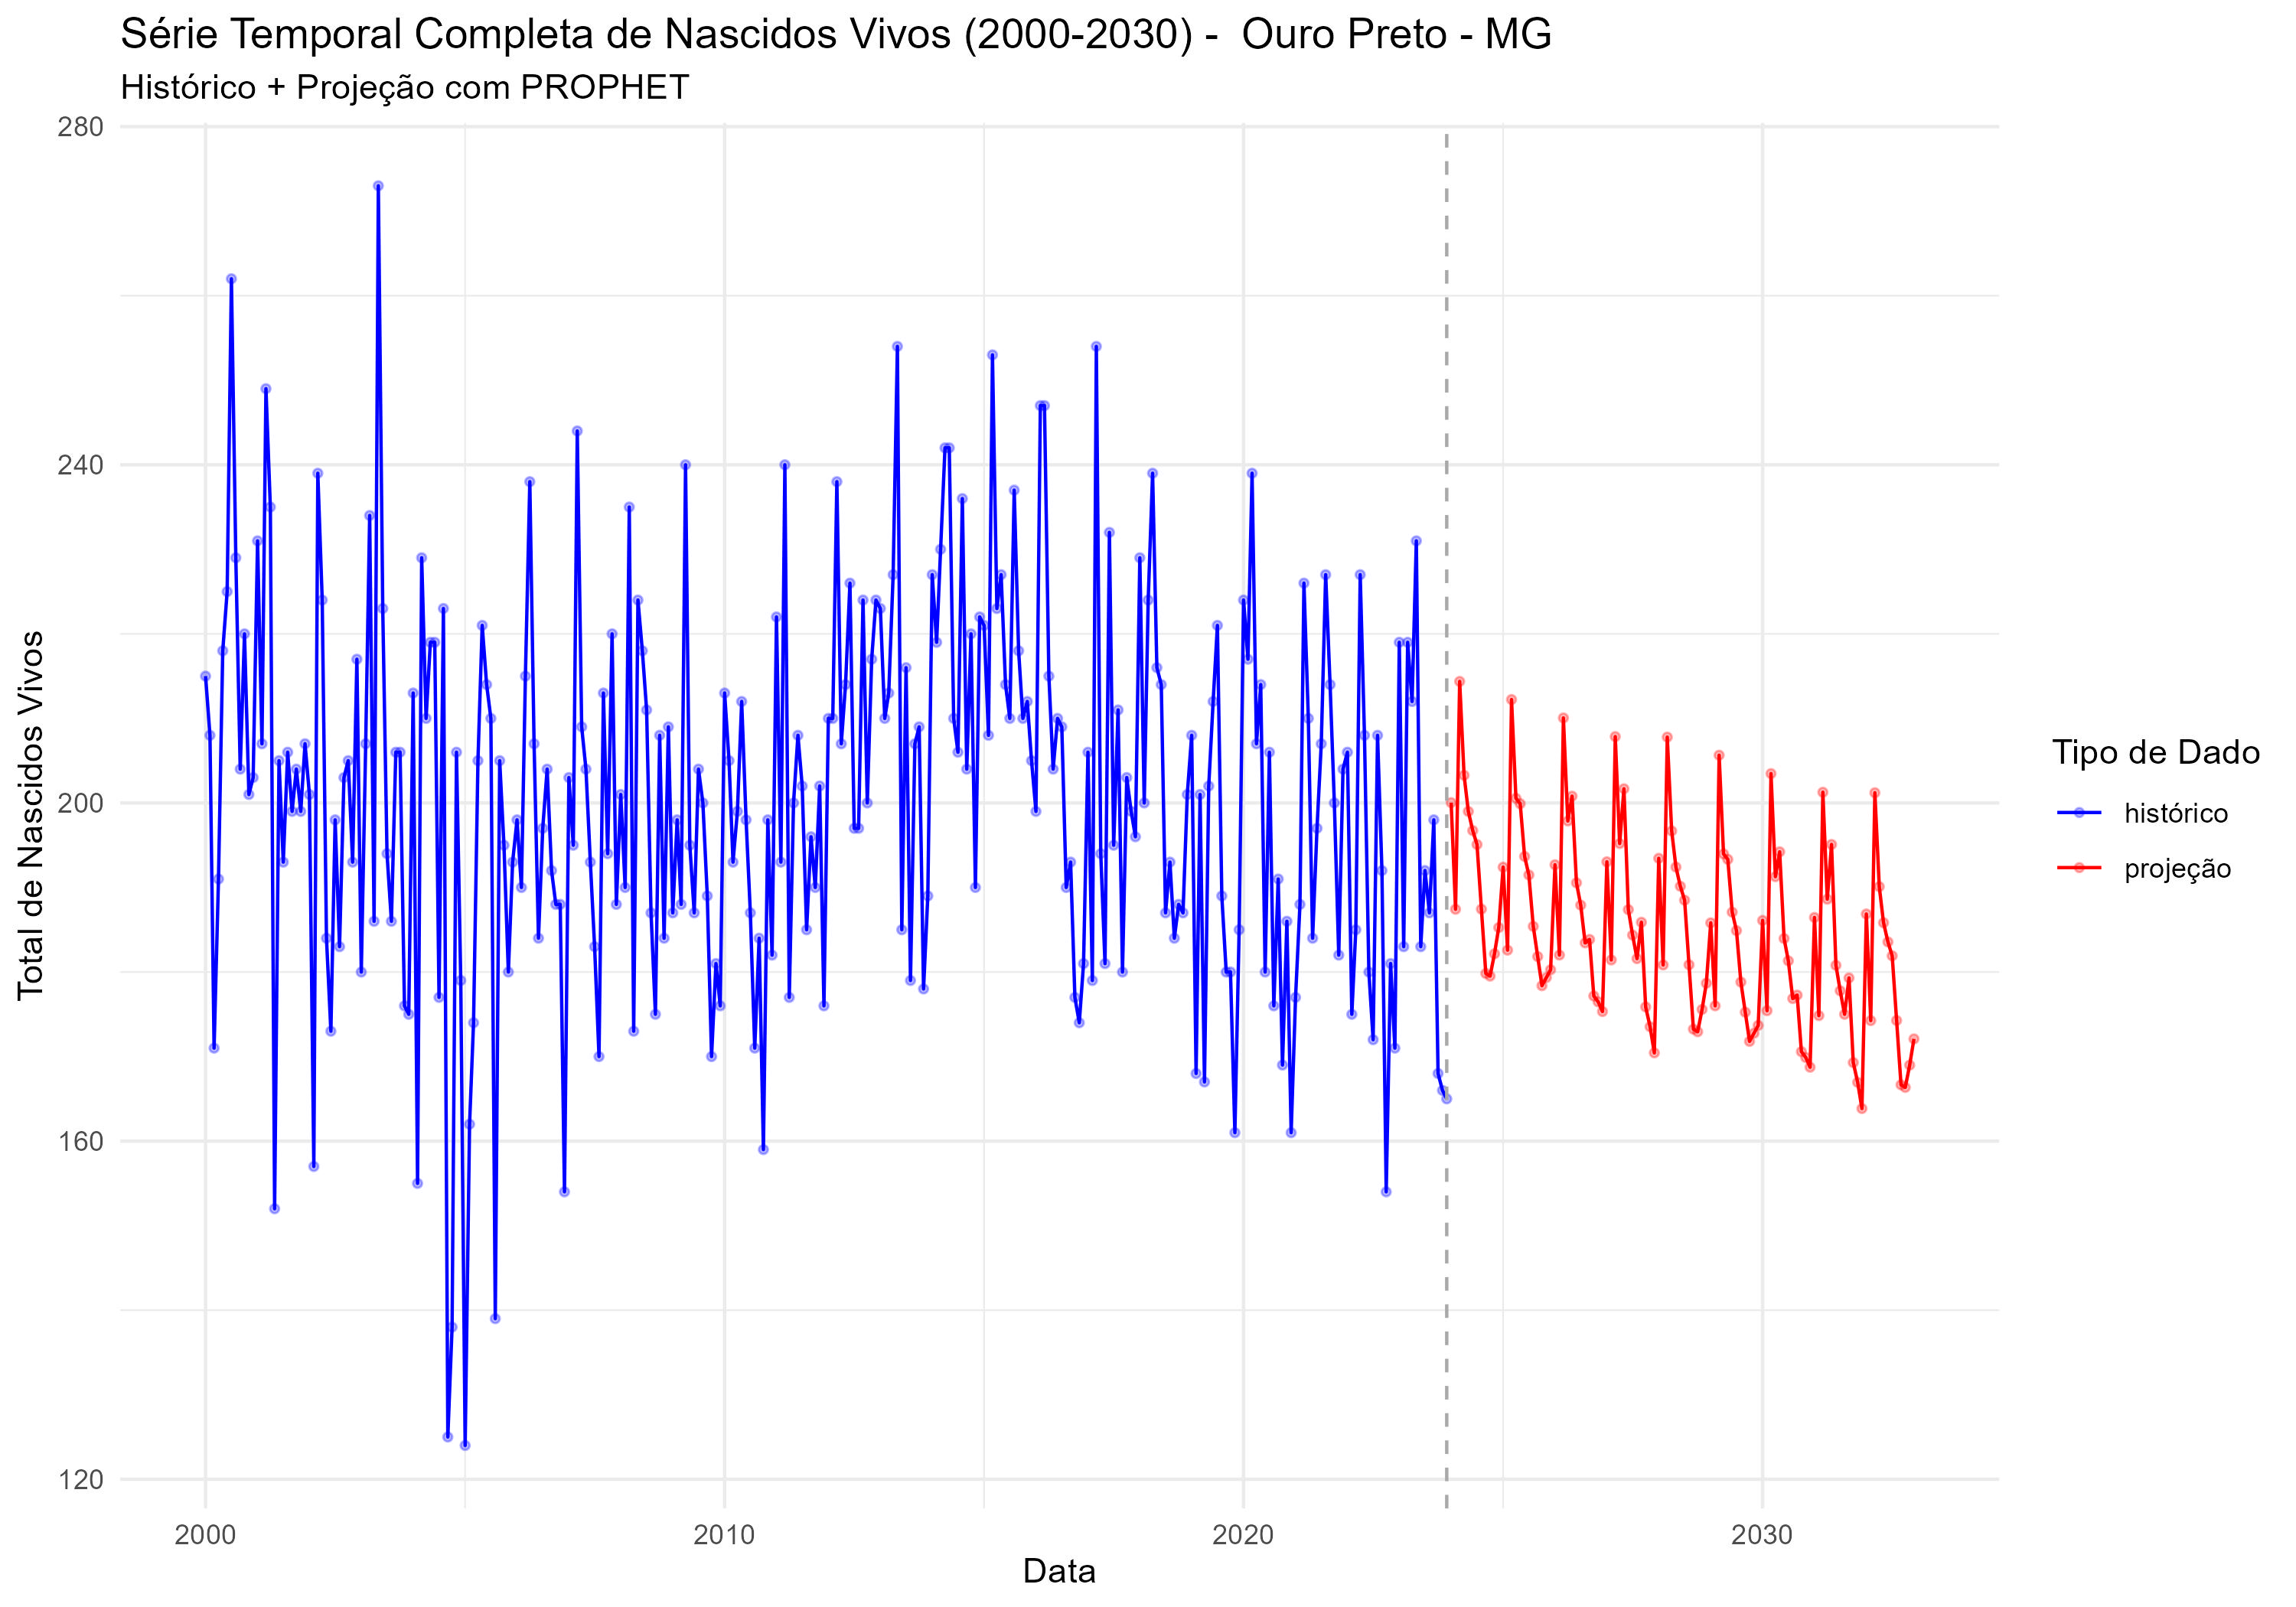 Série Temporal Completa de Nascidos Vivos (2000-2030) -  Ouro Preto - MG
Histórico + Projeção com PROPHET
Total de Nascidos Vivos
280
240
200
160
120
2000
2010
2020
2030
Data
Tipo de Dado
histórico
projeção